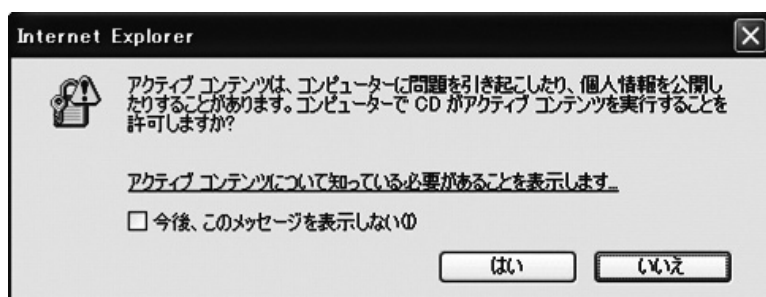 Internet Explorer
アクティブ コンテンツは、コンピューターに問題を引き起こしたり、個人情報を公開し
たりすることがあります。コンピューターで CD がアクティブ コンテンツを実行することを
許可しますか?
アクティブ コンテンツについて知っている必要があることを表示します...
今後、このメッセージを表示しない(I)
はい
いいえ